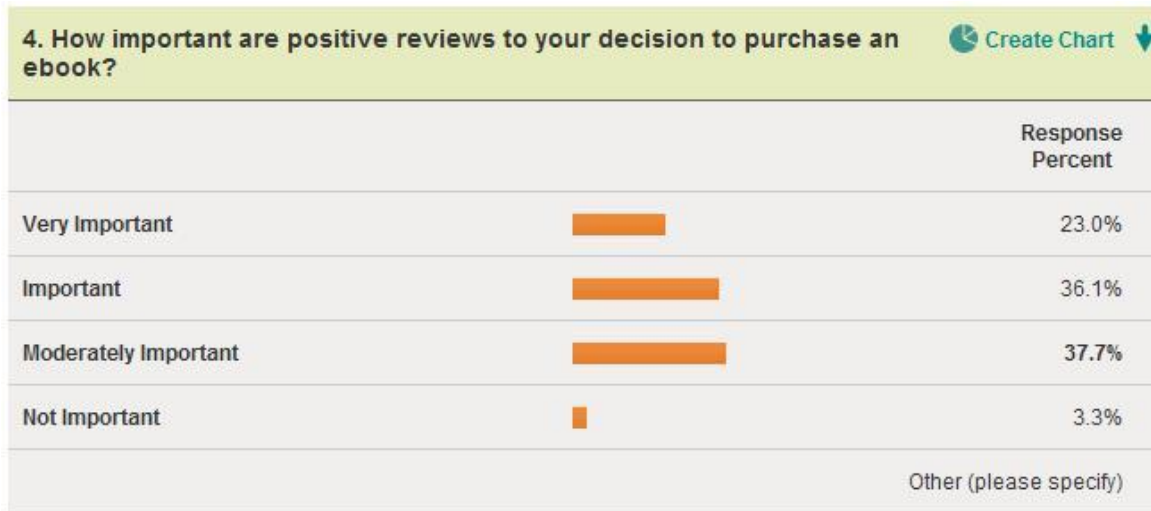 4. How important are positive reviews to your decision to purchase an
ebook?
Create Chart
Response
Percent
Very Important 23.0%
Important 36.1%
Moderately Important 37.7%
Not Important 3.3%
Other (please specify)